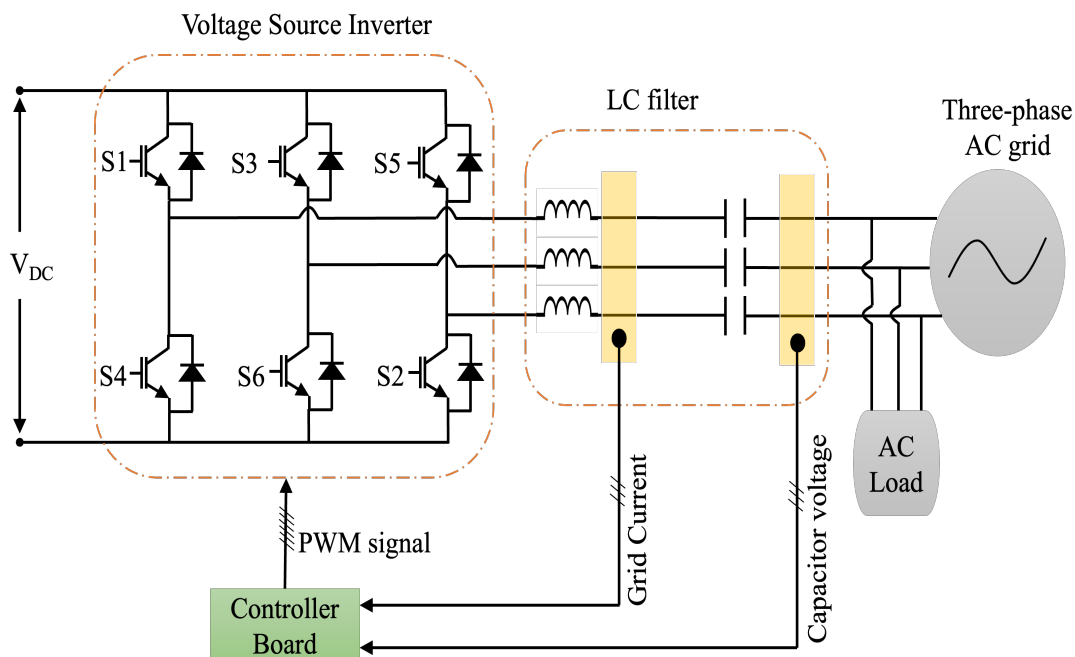 Voltage Source Inverter
LC filter
Three-phase
AC grid
S1
S3
S5
V_DC
S4
S6
S2
AC
Load
PWM signal
Grid Current
Capacitor voltage
Controller
Board